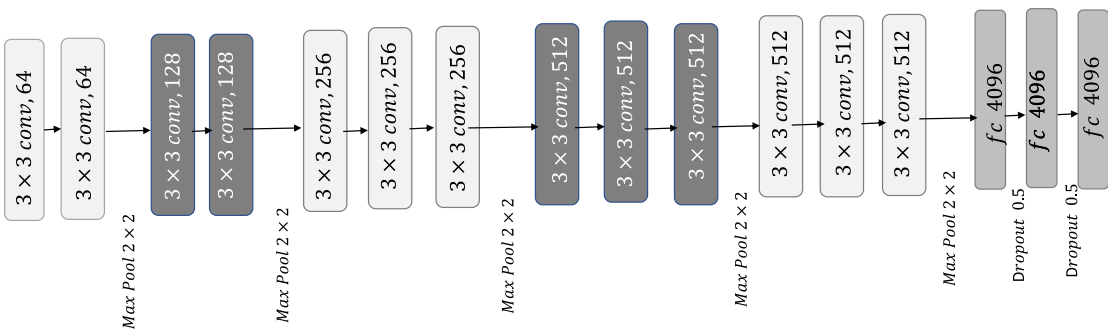 3 × 3 conv, 64
3 × 3 conv, 64
Max Pool 2 × 2
3 × 3 conv, 128
3 × 3 conv, 128
Max Pool 2 × 2
3 × 3 conv, 256
3 × 3 conv, 256
3 × 3 conv, 256
Max Pool 2 × 2
3 × 3 conv, 512
3 × 3 conv, 512
3 × 3 conv, 512
Max Pool 2 × 2
3 × 3 conv, 512
3 × 3 conv, 512
3 × 3 conv, 512
Max Pool 2 × 2
fc 4096
Dropout 0.5
fc 4096
Dropout 0.5
fc 4096